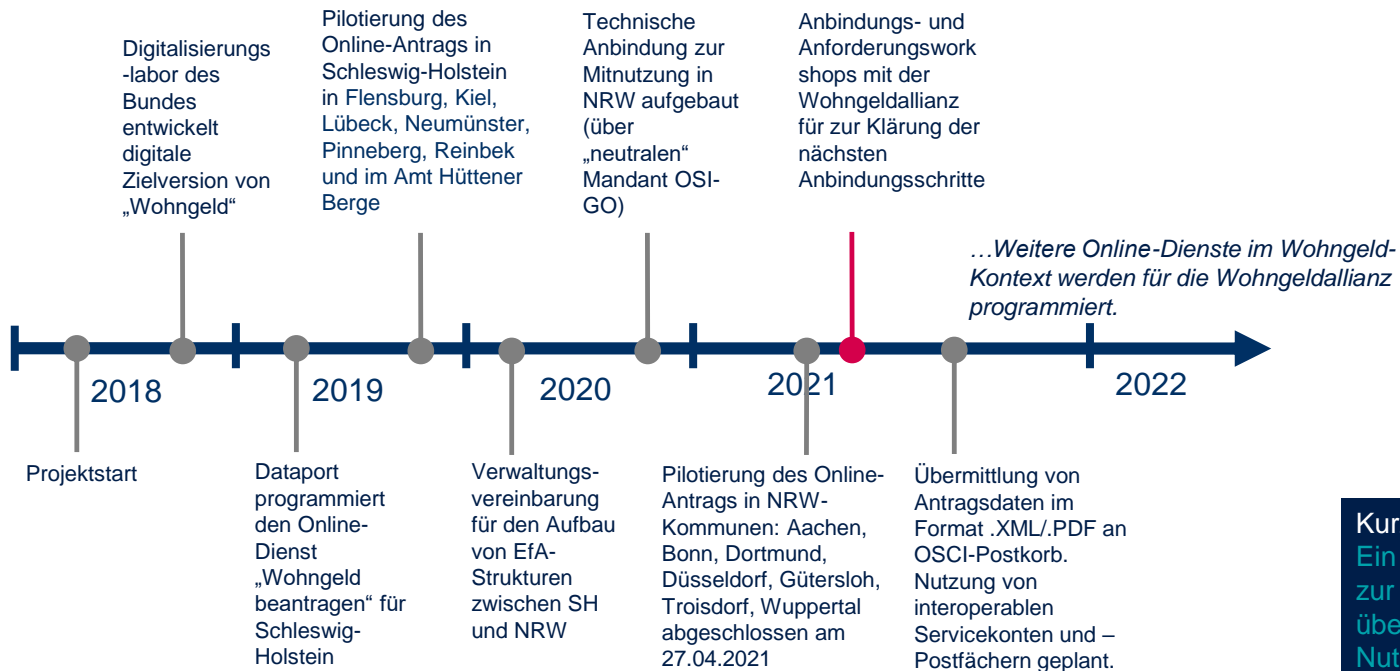 Digitalisierungs
-labor des
Bundes
entwickelt
digitale
Zielversion von
„Wohngeld“
Pilotierung des
Online-Antrags in
Schleswig-Holstein
in Flensburg, Kiel,
Lübeck, Neumünster,
Pinneberg, Reinbek
und im Amt Hüttener
Berge
Technische
Anbindung zur
Mitnutzung in
NRW aufgebaut
(über
„neutralen“
Mandant OSI-
GO)
Anbindungs- und
Anforderungswork
shops mit der
Wohngeldallianz
für zur Klärung der
nächsten
Anbindungsschritte
…Weitere Online-Dienste im Wohngeld-
Kontext werden für die Wohngeldallianz
programmiert.
2018
2019
2020
2021
2022
Projektstart
Dataport
programmiert
den Online-
Dienst
„Wohngeld
beantragen“ für
Schleswig-
Holstein
Verwaltungs-
vereinbarung
für den Aufbau
von EfA-
Strukturen
zwischen SH
und NRW
Pilotierung des Online-
Antrags in NRW-
Kommunen: Aachen,
Bonn, Dortmund,
Düsseldorf, Gütersloh,
Troisdorf, Wuppertal
abgeschlossen am
27.04.2021
Übermittlung von
Antragsdaten im
Format .XML/.PDF an
OSCI-Postkorb.
Nutzung von
interoperablen
Servicekonten und –
Postfächern geplant.
Kur
Ein
zur
übe
Nut